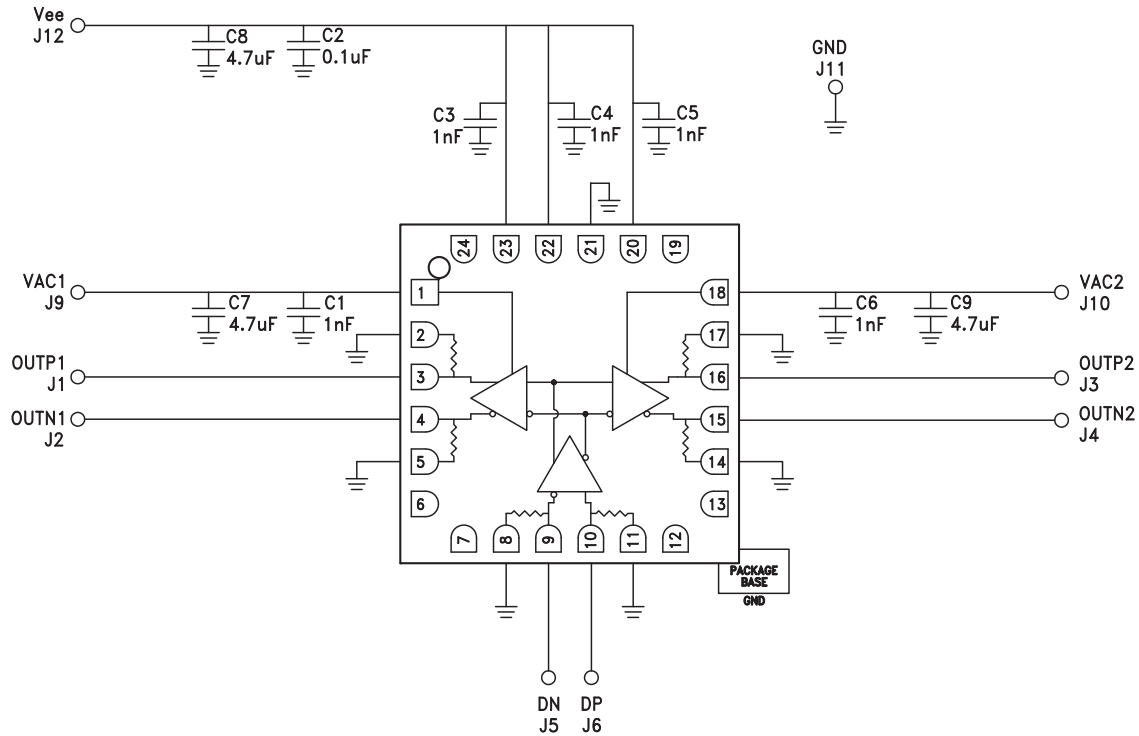 Vee
J12
C8
4.7uF
C2
0.1uF
GND
J11
C3
1nF
C4
1nF
C5
1nF
24
23
22
21
20
19
VAC1
J9
C7
4.7uF
C1
1nF
1
18
C6
1nF
C9
4.7uF
VAC2
J10
2
17
OUTP1
J1
3
16
OUTP2
J3
OUTN1
J2
4
15
OUTN2
J4
5
14
6
13
7
8
9
10
11
12
PACKAGE
BASE
GND
DN
J5
DP
J6